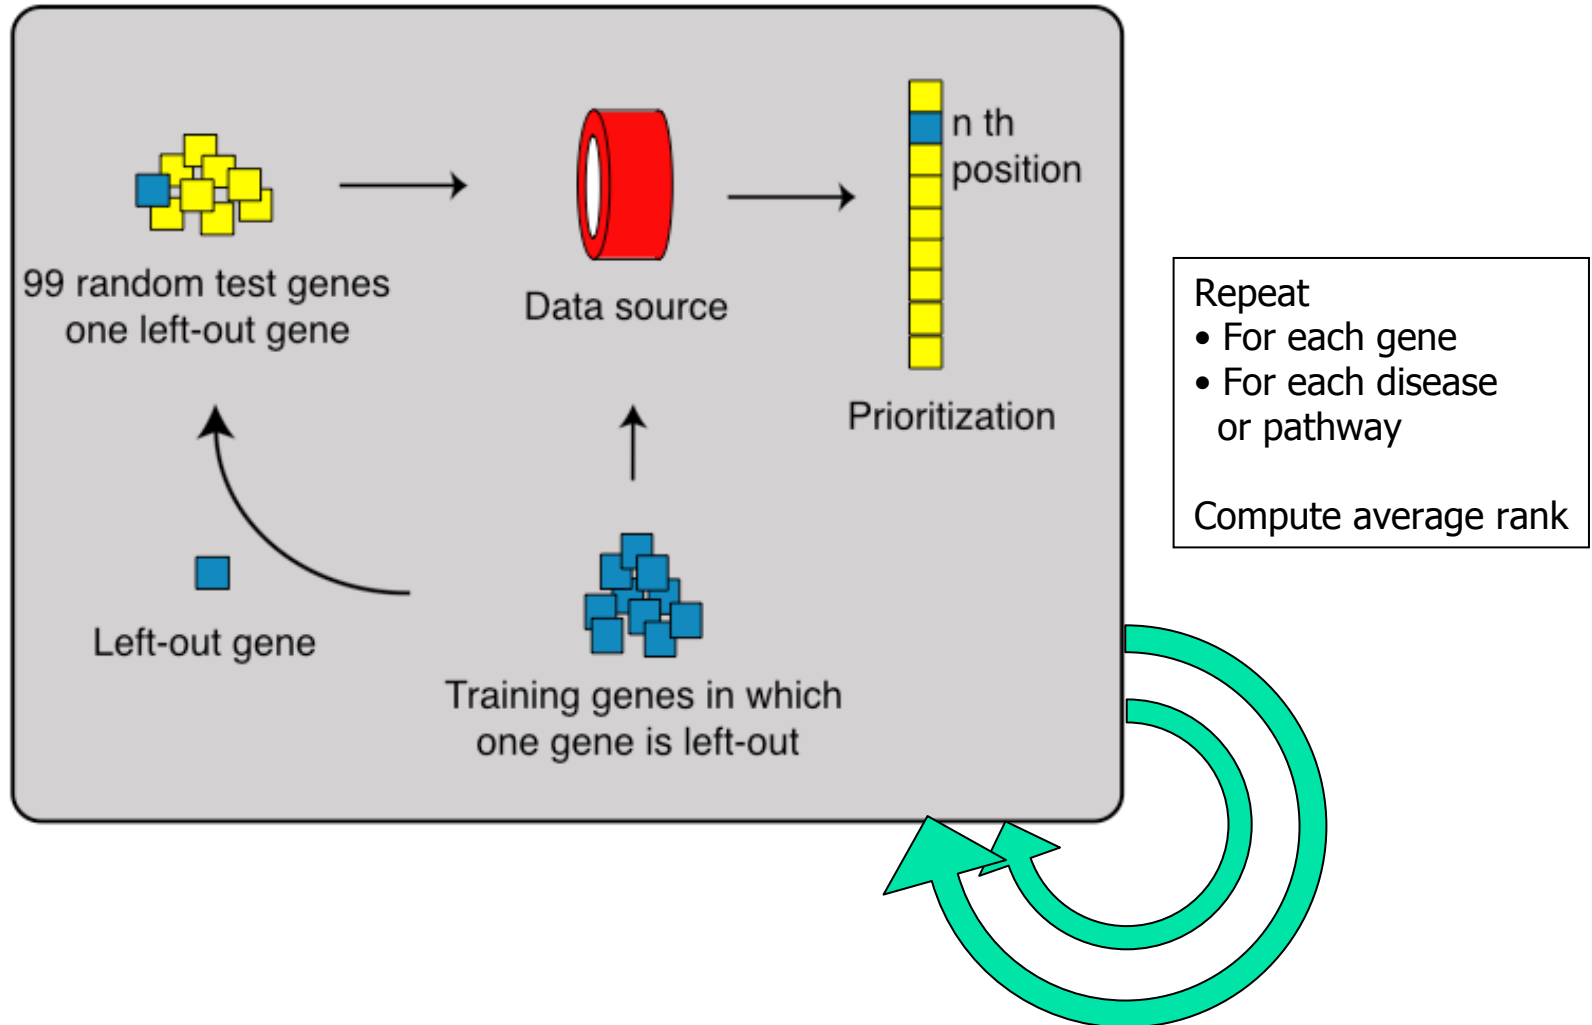 99 random test genes
one left-out gene
Data source
n th
position
Prioritization
Left-out gene
Training genes in which
one gene is left-out
Repeat
• For each gene
• For each disease
or pathway
Compute average rank